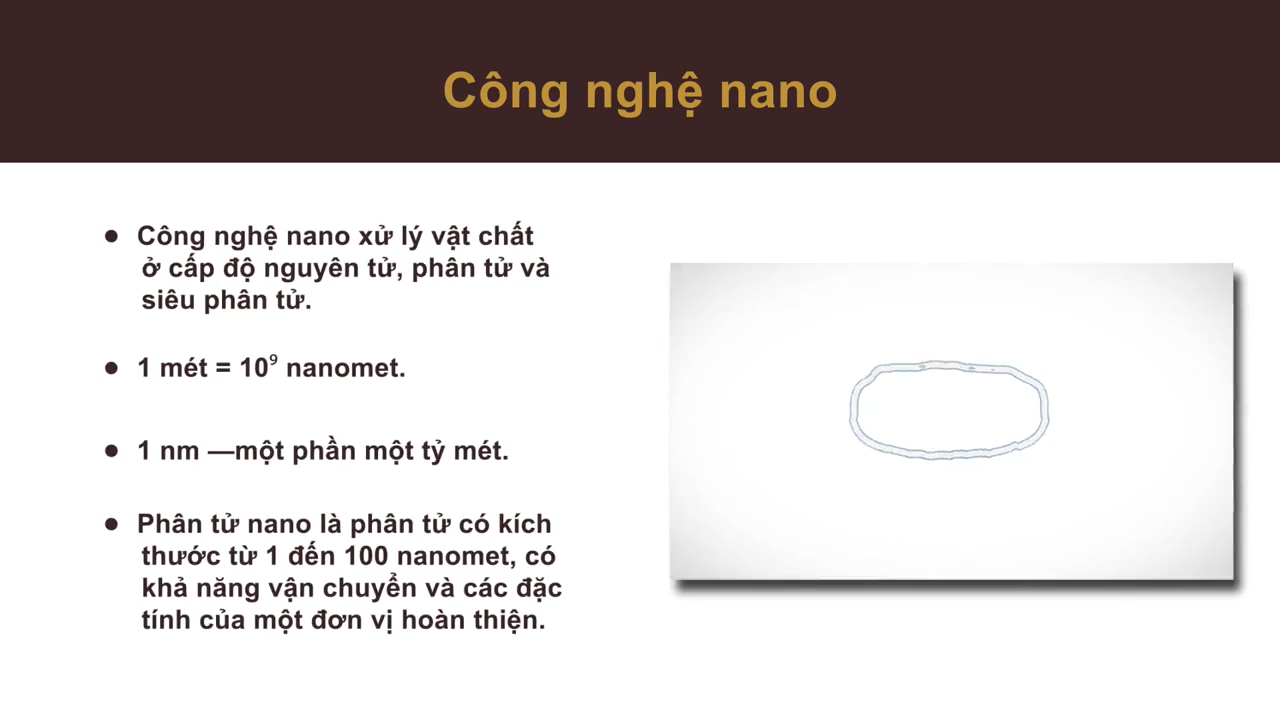 Công nghệ nano
● Công nghệ nano xử lý vật chất
ở cấp độ nguyên tử, phân tử và
siêu phân tử.
● 1 mét = 10⁹ nanomet.
● 1 nm —một phần một tỷ mét.
● Phân tử nano là phân tử có kích
thước từ 1 đến 100 nanomet, có
khả năng vận chuyển và các đặc
tính của một đơn vị hoàn thiện.